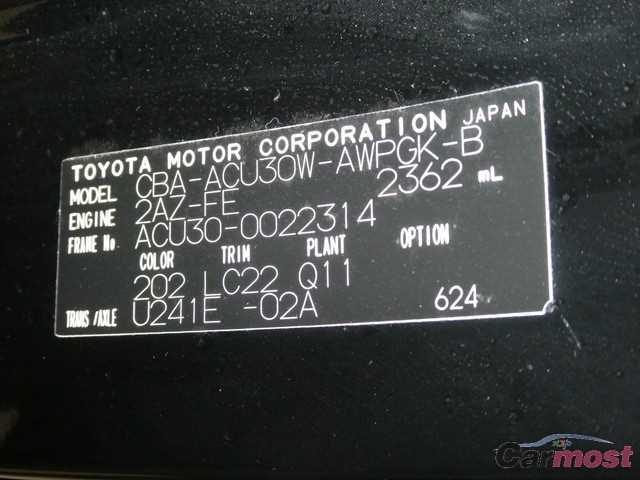 TOYOTA MOTOR CORPORATION JAPAN
MODEL CBA-ACU30W-AWPGK-B
ENGINE 2AZ-FE 2362 mL
FRAME No. ACU30-0022314
COLOR TRIM PLANT OPTION
202 LC22 Q11
TRANS/AXLE U241E -02A 624
Carmost